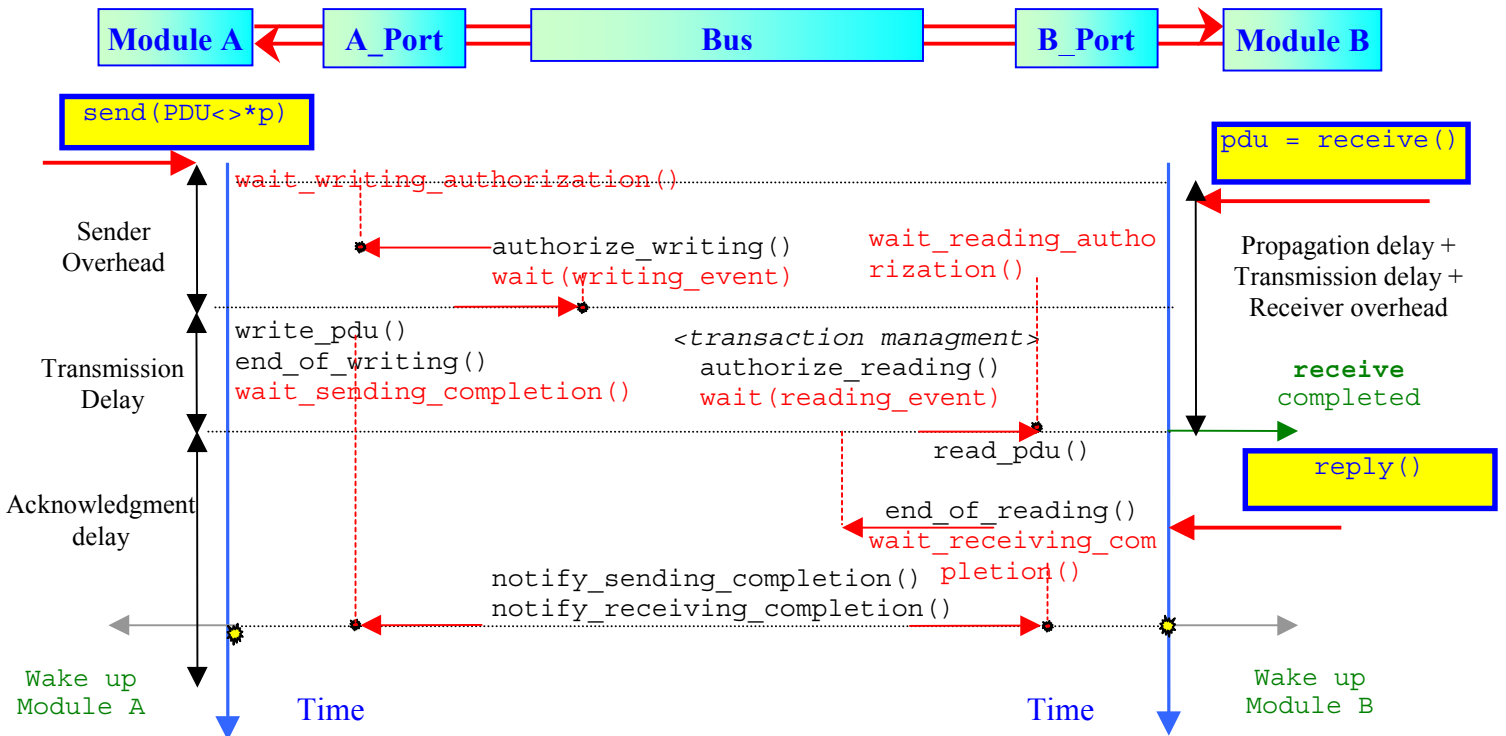 Module A
A_Port
Bus
B_Port
Module B
send(PDU<>*p)
pdu = receive()
wait_writing_authorization()
Sender
Overhead
authorize_writing()
wait(writing_event)
wait_reading_autho
rization()
Propagation delay +
Transmission delay +
Receiver overhead
write_pdu()
end_of_writing()
wait_sending_completion()
<transaction managment>
authorize_reading()
wait(reading_event)
Transmission
Delay
receive
completed
read_pdu()
reply()
Acknowledgment
delay
end_of_reading()
wait_receiving_com
pletion()
notify_sending_completion()
notify_receiving_completion()
Wake up
Module A
Time
Time
Wake up
Module B